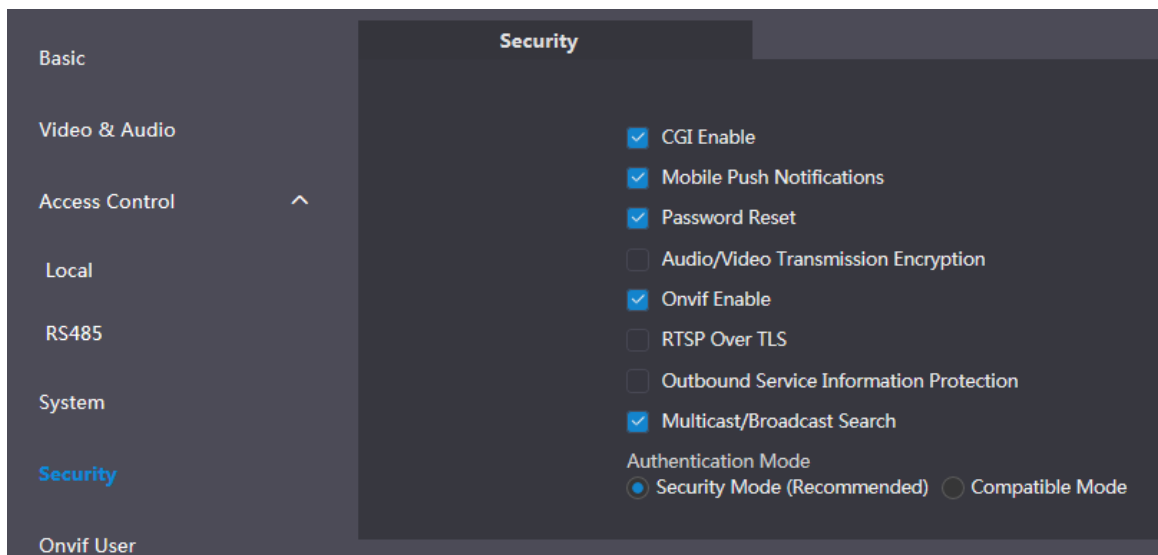 Basic
Video & Audio
Access Control
Local
RS485
System
Security
Onvif User
Security
CGI Enable
Mobile Push Notifications
Password Reset
Audio/Video Transmission Encryption
Onvif Enable
RTSP Over TLS
Outbound Service Information Protection
Multicast/Broadcast Search
Authentication Mode
Security Mode (Recommended) Compatible Mode